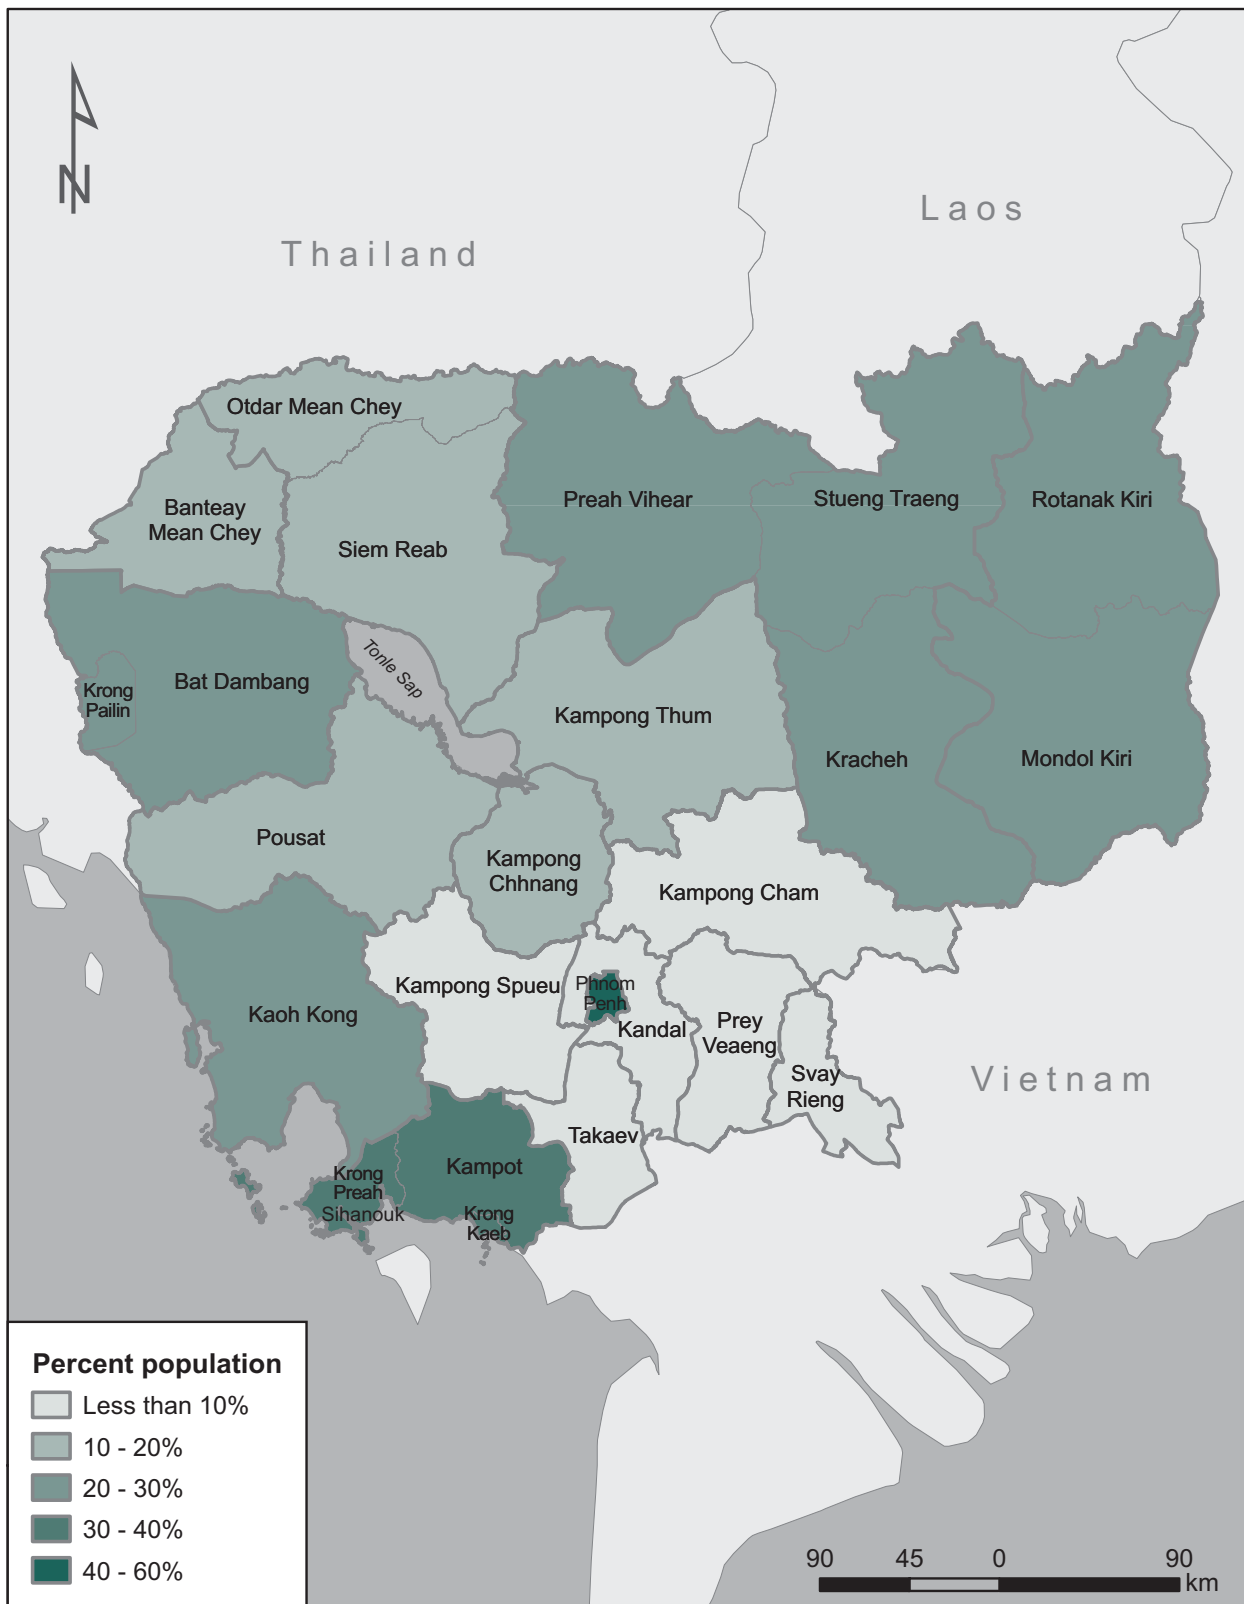 N
Thailand
Laos
Otdar Mean Chey
Banteay
Mean Chey
Siem Reab
Preah Vihear
Stueng Traeng
Rotanak Kiri
Krong
Pailin
Bat Dambang
Tonle Sap
Kampong Thum
Kracheh
Mondol Kiri
Pousat
Kampong
Chhnang
Kampong Cham
Kaoh Kong
Kampong Spueu
Phnom
Penh
Kandal
Prey
Veaeng
Svay
Rieng
Vietnam
Takaev
Kampot
Krong
Preah
Sihanouk
Krong
Kaeb
Percent population
Less than 10%
10 - 20%
20 - 30%
30 - 40%
40 - 60%
90 45 0 90
km